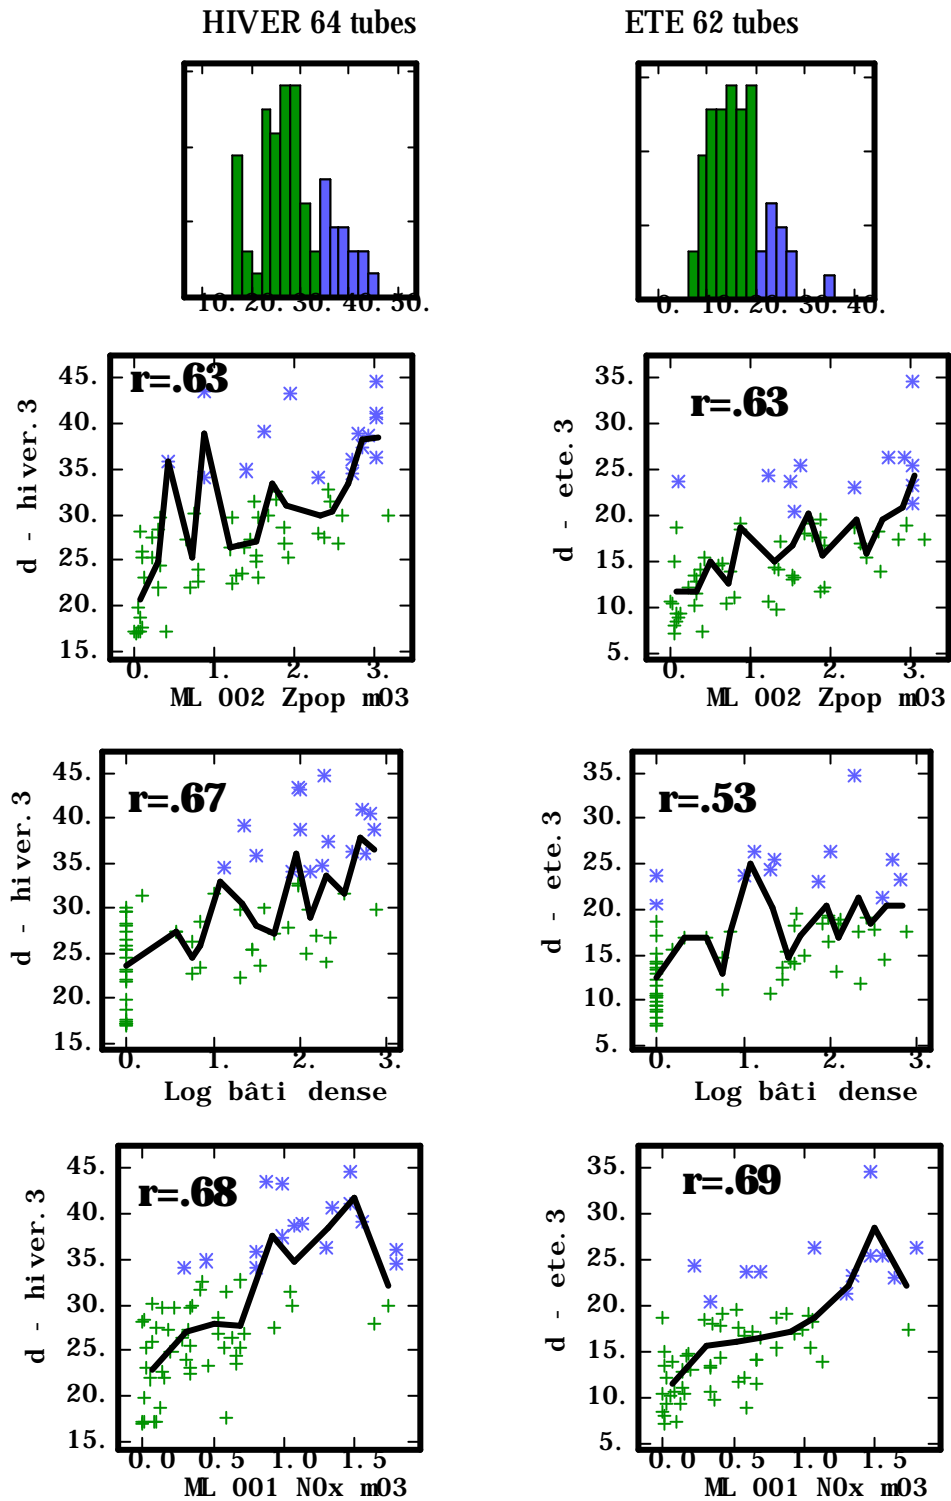 HIVER 64 tubes
ETE 62 tubes
10. 20. 30. 40. 50.
0. 10. 20. 30. 40.
r=.63
45.
40.
35.
30.
25.
20.
15.
d - hiver.3
0. 1. 2. 3.
ML 002 Zpop m03
r=.63
35.
30.
25.
20.
15.
10.
5.
d - ete.3
0. 1. 2. 3.
ML 002 Zpop m03
r=.67
45.
40.
35.
30.
25.
20.
15.
d - hiver.3
0. 1. 2. 3.
Log bâti dense
r=.53
35.
30.
25.
20.
15.
10.
5.
d - ete.3
0. 1. 2. 3.
Log bâti dense
r=.68
45.
40.
35.
30.
25.
20.
15.
d - hiver.3
0.0 0.5 1.0 1.5
ML 001 NOx m03
r=.69
35.
30.
25.
20.
15.
10.
5.
d - ete.3
0.0 0.5 1.0 1.5
ML 001 NOx m03